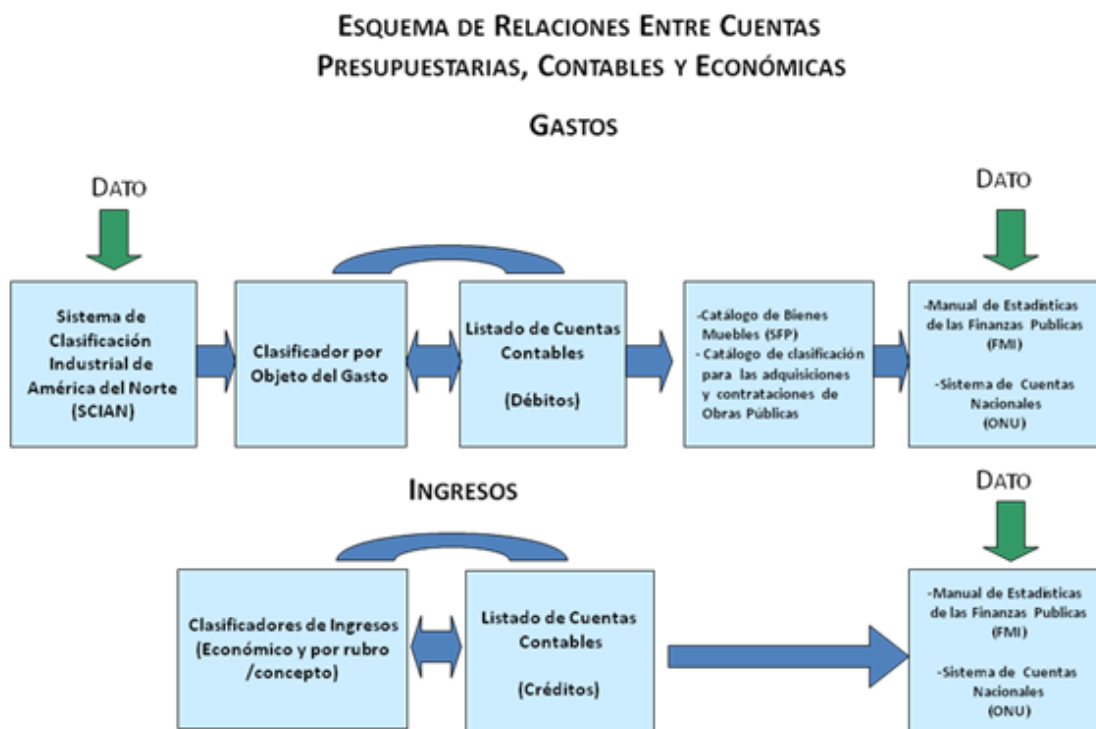 ESQUEMA DE RELACIONES ENTRE CUENTAS
PRESUPUESTARIAS, CONTABLES Y ECONÓMICAS
GASTOS
DATO
DATO
Sistema de
Clasificación
Industrial de
América del Norte
(SCIAN)
Clasificador por
Objeto del Gasto
Listado de Cuentas
Contables
(Débitos)
-Catálogo de Bienes
Muebles (SFP)
- Catálogo de clasificación
para las adquisiciones
y contrataciones de
Obras Públicas
-Manual de Estadísticas
de las Finanzas Publicas
(FMI)
-Sistema de Cuentas
Nacionales
(ONU)
INGRESOS
DATO
Clasificadores de Ingresos
(Económico y por rubro
/concepto)
Listado de Cuentas
Contables
(Créditos)
-Manual de Estadísticas
de las Finanzas Publicas
(FMI)
-Sistema de Cuentas
Nacionales
(ONU)